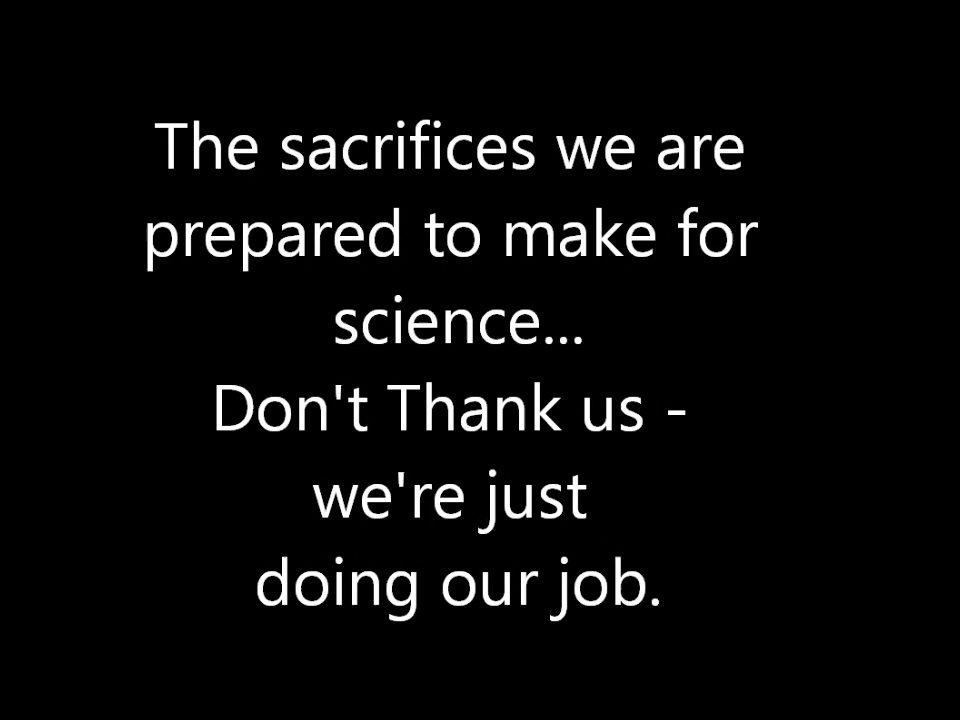 The sacrifices we are
prepared to make for
science...
Don't Thank us -
we're just
doing our job.